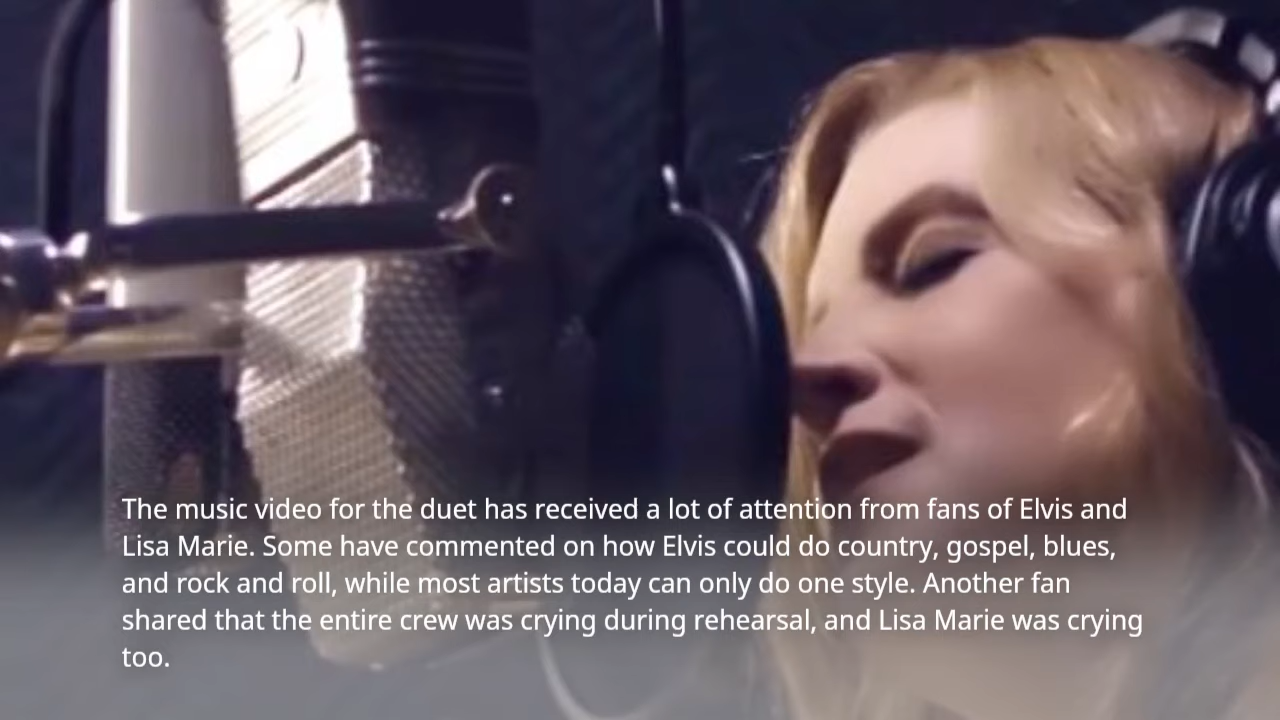 The music video for the duet has received a lot of attention from fans of Elvis and
Lisa Marie. Some have commented on how Elvis could do country, gospel, blues,
and rock and roll, while most artists today can only do one style. Another fan
shared that the entire crew was crying during rehearsal, and Lisa Marie was crying
too.